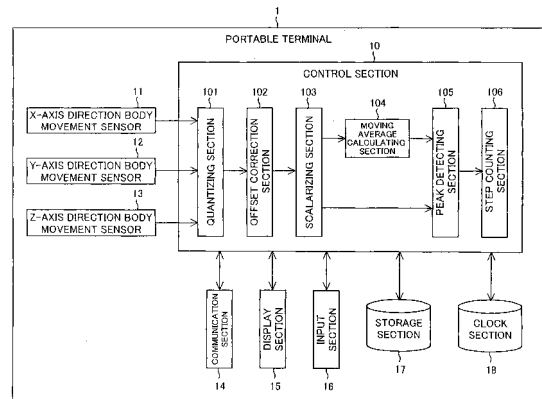 1
PORTABLE TERMINAL
10
CONTROL SECTION
11
X-AXIS DIRECTION BODY
MOVEMENT SENSOR
12
Y-AXIS DIRECTION BODY
MOVEMENT SENSOR
13
Z-AXIS DIRECTION BODY
MOVEMENT SENSOR
101
QUANTIZING SECTION
102
OFFSET CORRECTION
SECTION
103
SCALARIZING SECTION
104
MOVING
AVERAGE
CALCULATING
SECTION
105
PEAK DETECTING
SECTION
106
STEP COUNTING
SECTION
COMMUNICATION
SECTION
14
DISPLAY
SECTION
15
INPUT
SECTION
16
STORAGE
SECTION
17
CLOCK
SECTION
18